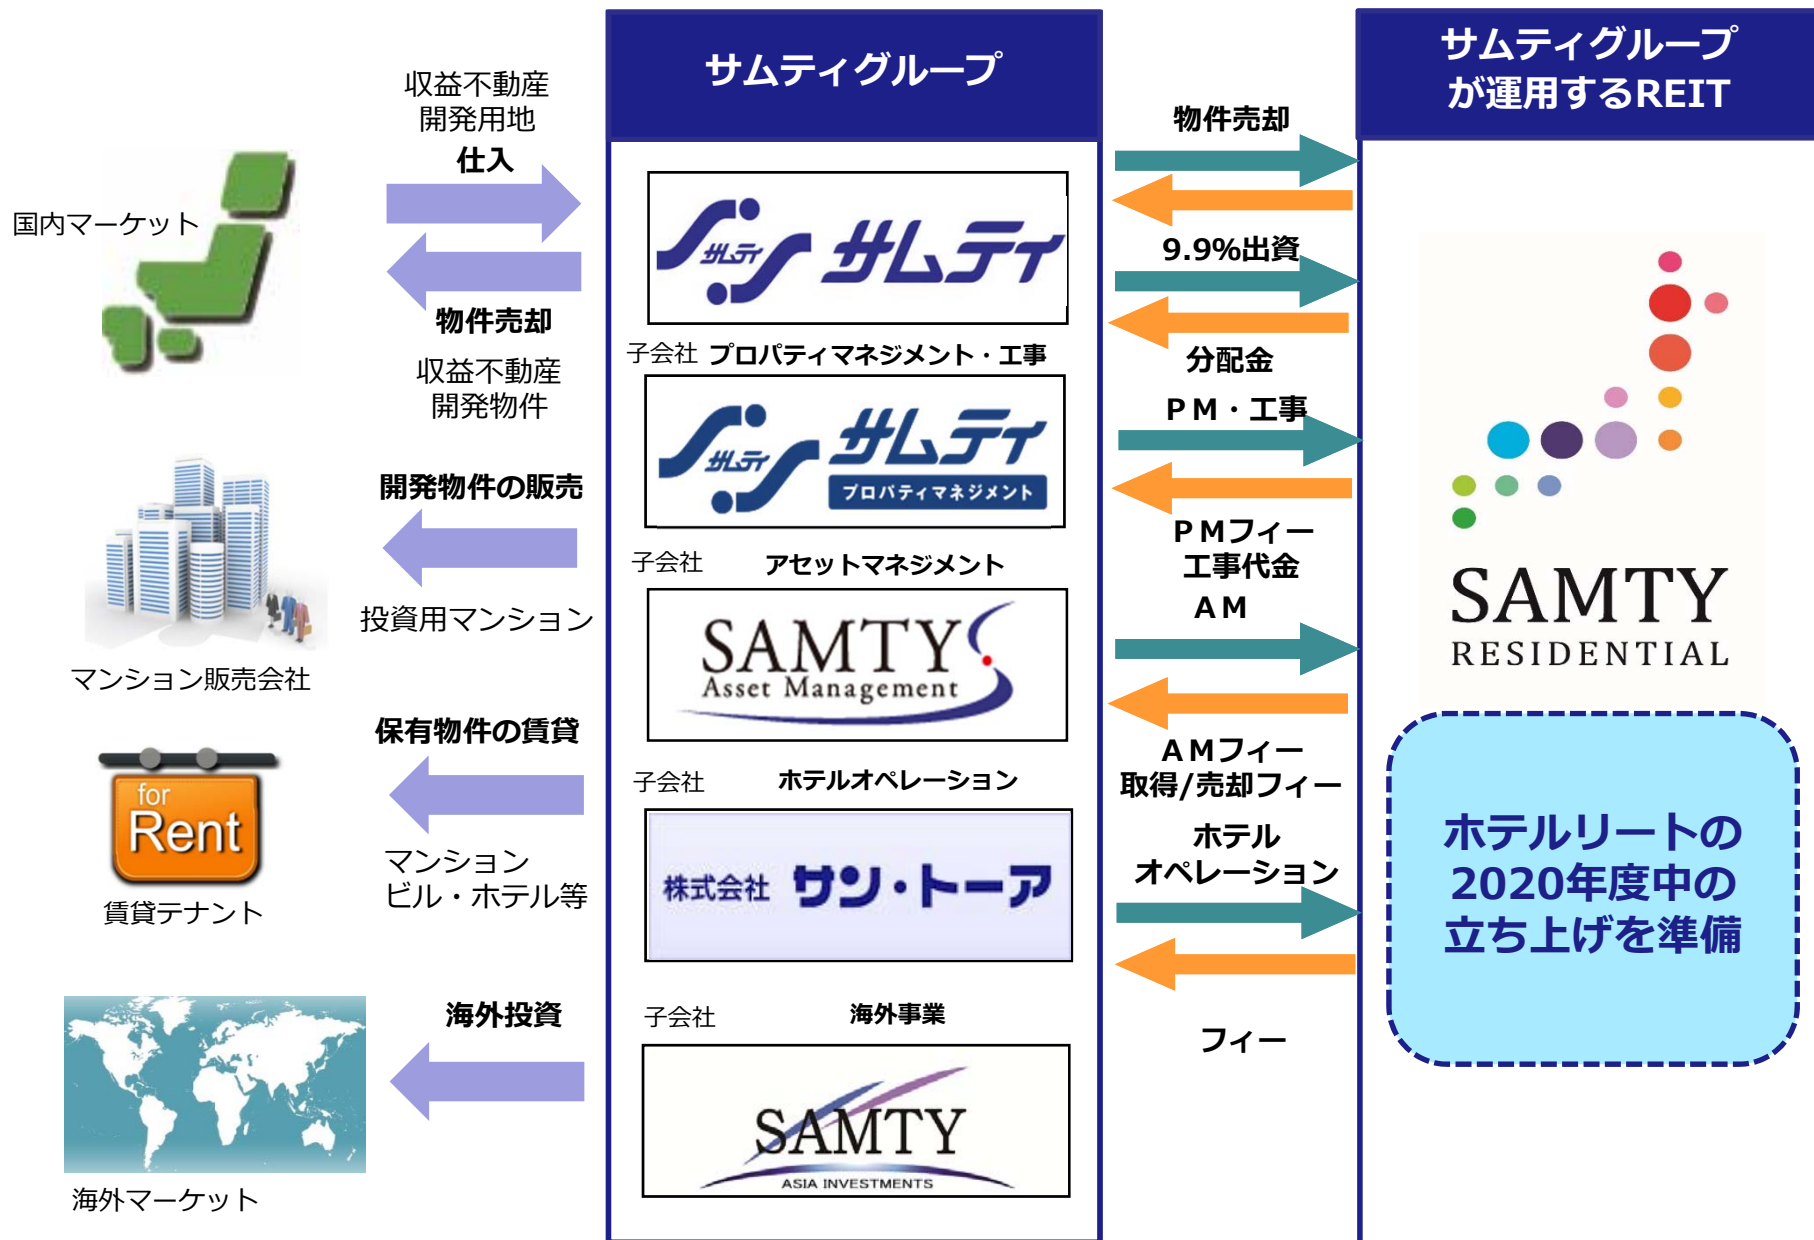 サムティグループ
サムティグループ
が運用するREIT
収益不動産
開発用地
仕入
国内マーケット
物件売却
収益不動産
開発物件
開発物件の販売
投資用マンション
マンション販売会社
保有物件の賃貸
for
Rent
マンション
ビル・ホテル等
賃貸テナント
海外投資
海外マーケット
サムティ サムティ
子会社 プロパティマネジメント・工事
サムティ サムティ
プロパティマネジメント
子会社 アセットマネジメント
SAMTY
Asset Management
子会社 ホテルオペレーション
株式会社 サン・トーア
子会社 海外事業
SAMTY
ASIA INVESTMENTS
物件売却
9.9%出資
分配金
ＰＭ・工事
ＰＭフィー
工事代金
ＡＭ
ＡＭフィー
取得/売却フィー
ホテル
オペレーション
フィー
SAMTY
RESIDENTIAL
ホテルリートの
2020年度中の
立ち上げを準備